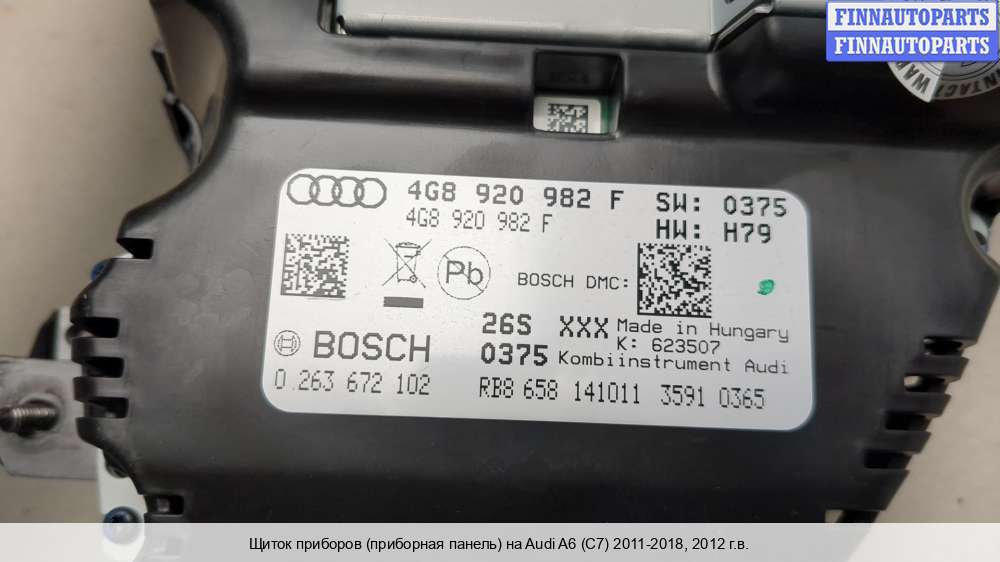 FINNAUTOPARTS
FINNAUTOPARTS
4G8 920 982 F SW: 0375
4G8 920 982 F HW: H79
Pb BOSCH DMC:
26S XXX Made in Hungary
K: 623507
BOSCH 0375 Kombiinstrument Audi
0 263 672 102 RB8 658 141011 3591 0365
Щиток приборов (приборная панель) на Audi A6 (C7) 2011-2018, 2012 г.в.